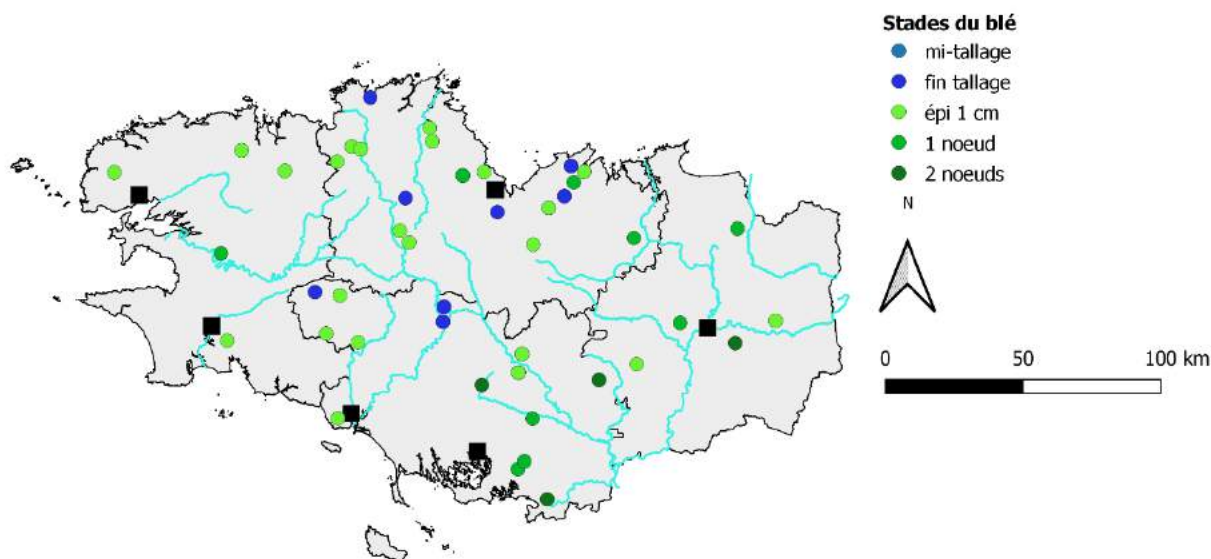 Stades du blé
mi-tallage
fin tallage
épi 1 cm
1 noeud
2 noeuds
N
0 50 100 km